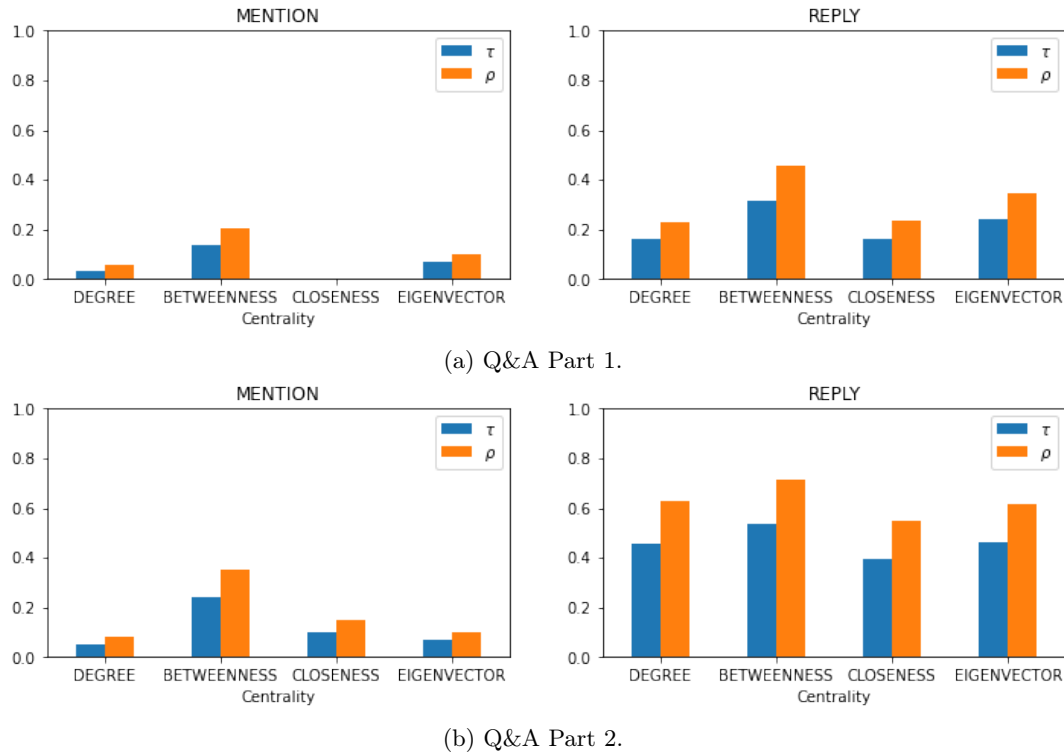 MENTION
1.0
0.8
0.6
0.4
0.2
0.0
τ
ρ
DEGREE BETWEENNESS CLOSENESS EIGENVECTOR
Centrality
REPLY
1.0
0.8
0.6
0.4
0.2
0.0
τ
ρ
DEGREE BETWEENNESS CLOSENESS EIGENVECTOR
Centrality
(a) Q&A Part 1.
MENTION
1.0
0.8
0.6
0.4
0.2
0.0
τ
ρ
DEGREE BETWEENNESS CLOSENESS EIGENVECTOR
Centrality
REPLY
1.0
0.8
0.6
0.4
0.2
0.0
τ
ρ
DEGREE BETWEENNESS CLOSENESS EIGENVECTOR
Centrality
(b) Q&A Part 2.